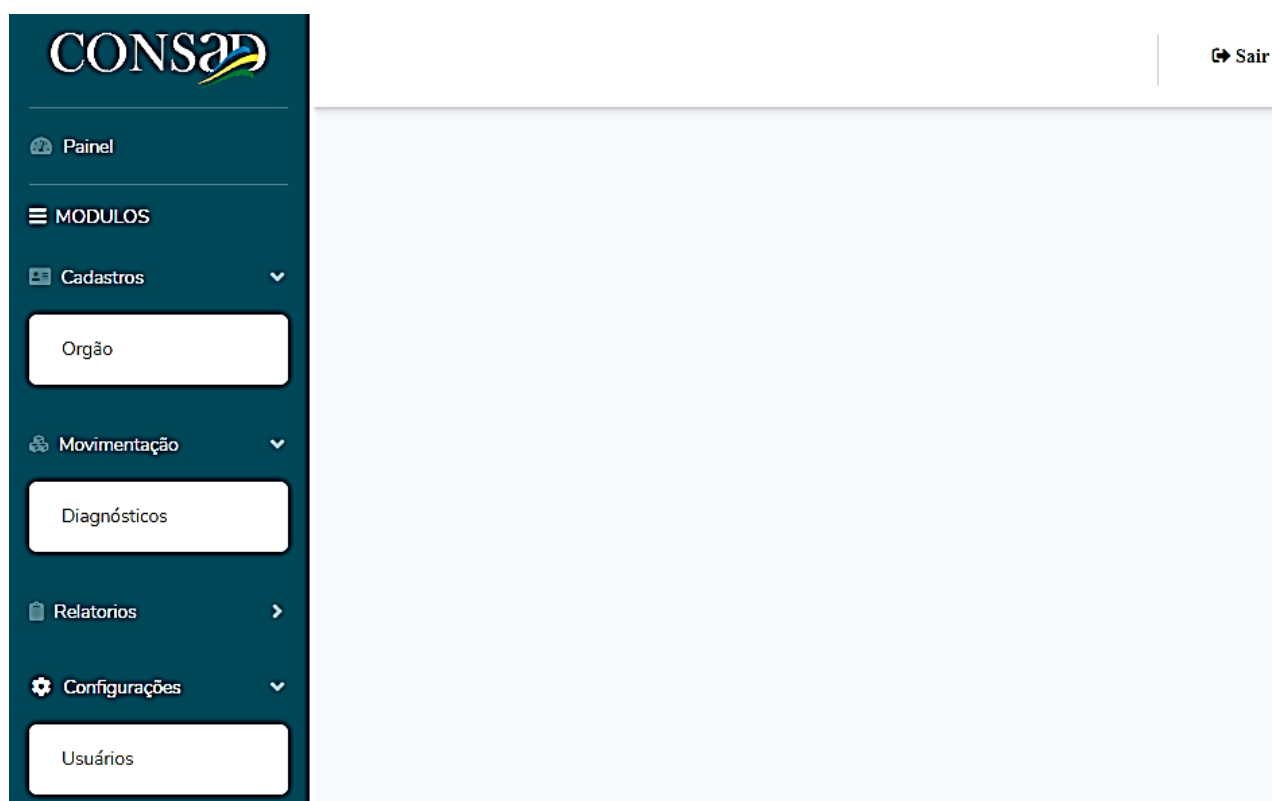 CONSAD
Sair
Painel
MODULOS
Cadastros
Orgão
Movimentação
Diagnósticos
Relatorios
Configurações
Usuários